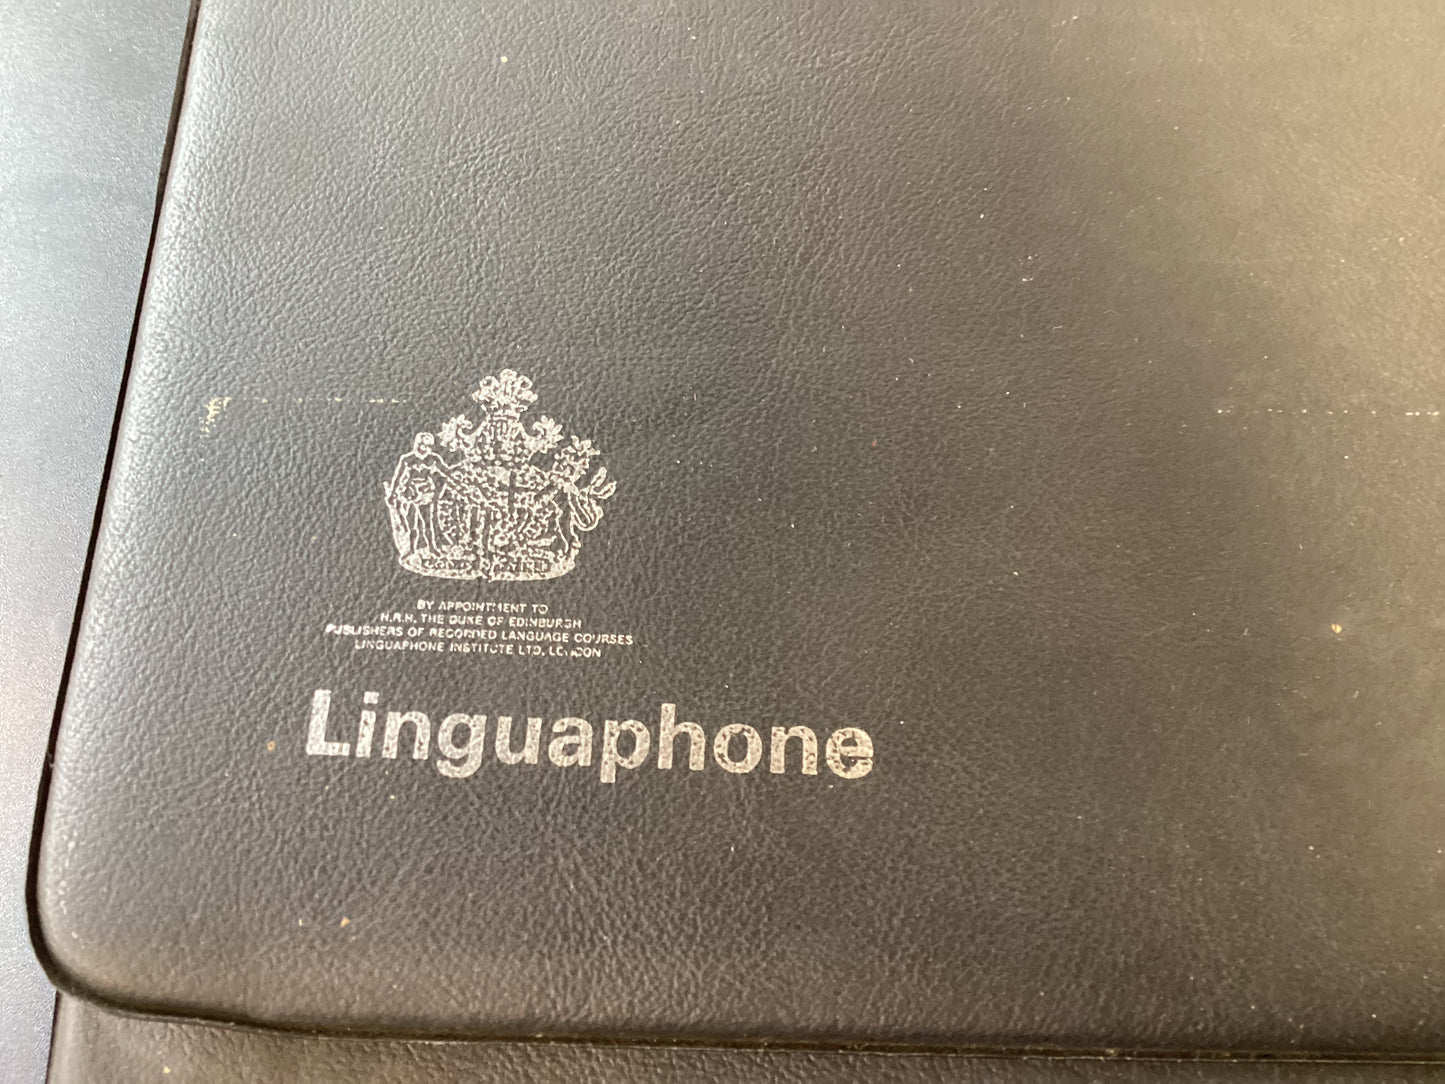 BY APPOINTMENT TO
H.R.H. THE DUKE OF EDINBURGH
PUBLISHERS OF RECORDED LANGUAGE COURSES
LINGUAPHONE INSTITUTE LTD. LONDON
Linguaphone